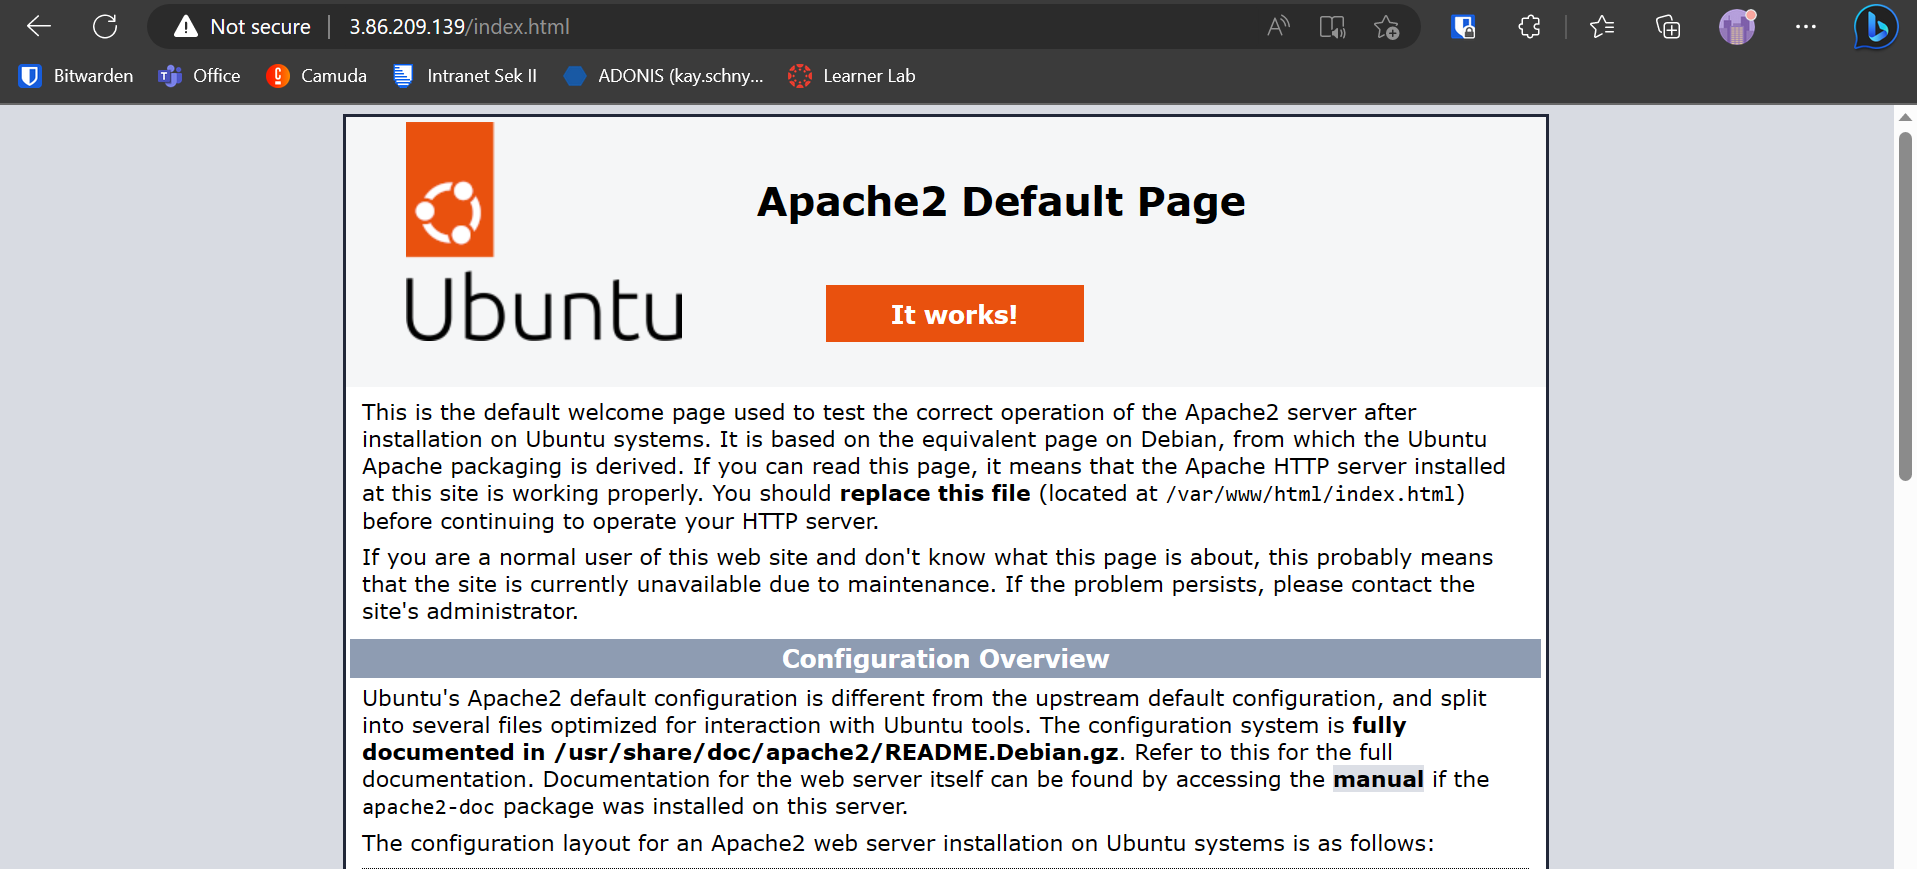 Not secure 3.86.209.139/index.html
Bitwarden Office Camuda Intranet Sek II ADONIS (kay.schny... Learner Lab
Apache2 Default Page
Ubuntu
It works!
This is the default welcome page used to test the correct operation of the Apache2 server after
installation on Ubuntu systems. It is based on the equivalent page on Debian, from which the Ubuntu
Apache packaging is derived. If you can read this page, it means that the Apache HTTP server installed
at this site is working properly. You should replace this file (located at /var/www/html/index.html)
before continuing to operate your HTTP server.
If you are a normal user of this web site and don't know what this page is about, this probably means
that the site is currently unavailable due to maintenance. If the problem persists, please contact the
site's administrator.
Configuration Overview
Ubuntu's Apache2 default configuration is different from the upstream default configuration, and split
into several files optimized for interaction with Ubuntu tools. The configuration system is fully
documented in /usr/share/doc/apache2/README.Debian.gz. Refer to this for the full
documentation. Documentation for the web server itself can be found by accessing the manual if the
apache2-doc package was installed on this server.
The configuration layout for an Apache2 web server installation on Ubuntu systems is as follows: